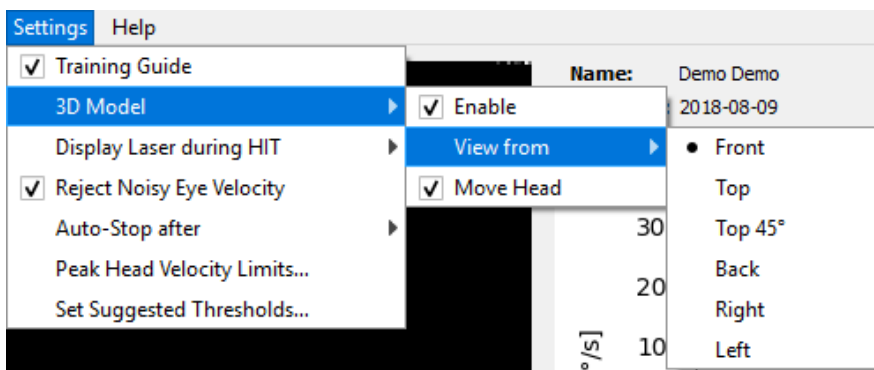 Settings Help
Training Guide
3D Model
Display Laser during HIT
Reject Noisy Eye Velocity
Auto-Stop after
Peak Head Velocity Limits...
Set Suggested Thresholds...
Enable
View from
Move Head
Front
Top
Top 45°
Back
Right
Left
Name: Demo Demo
2018-08-09
30
20
10
°/s]